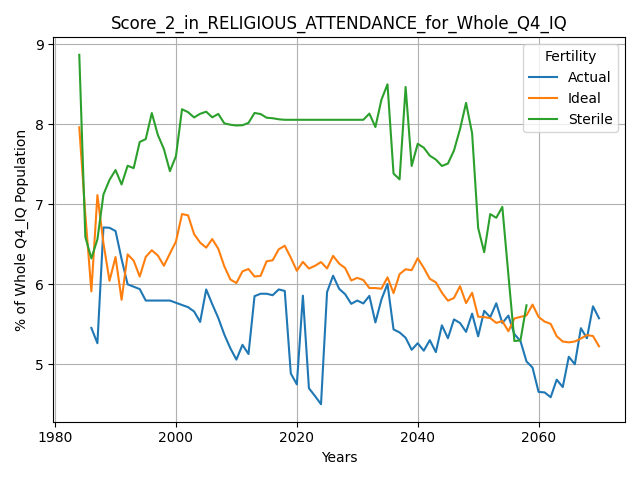 Score_2_in_RELIGIOUS_ATTENDANCE_for_Whole_Q4_IQ
% of Whole Q4_IQ Population
9
8
7
6
5
Fertility
Actual
Ideal
Sterile
1980 2000 2020 2040 2060
Years